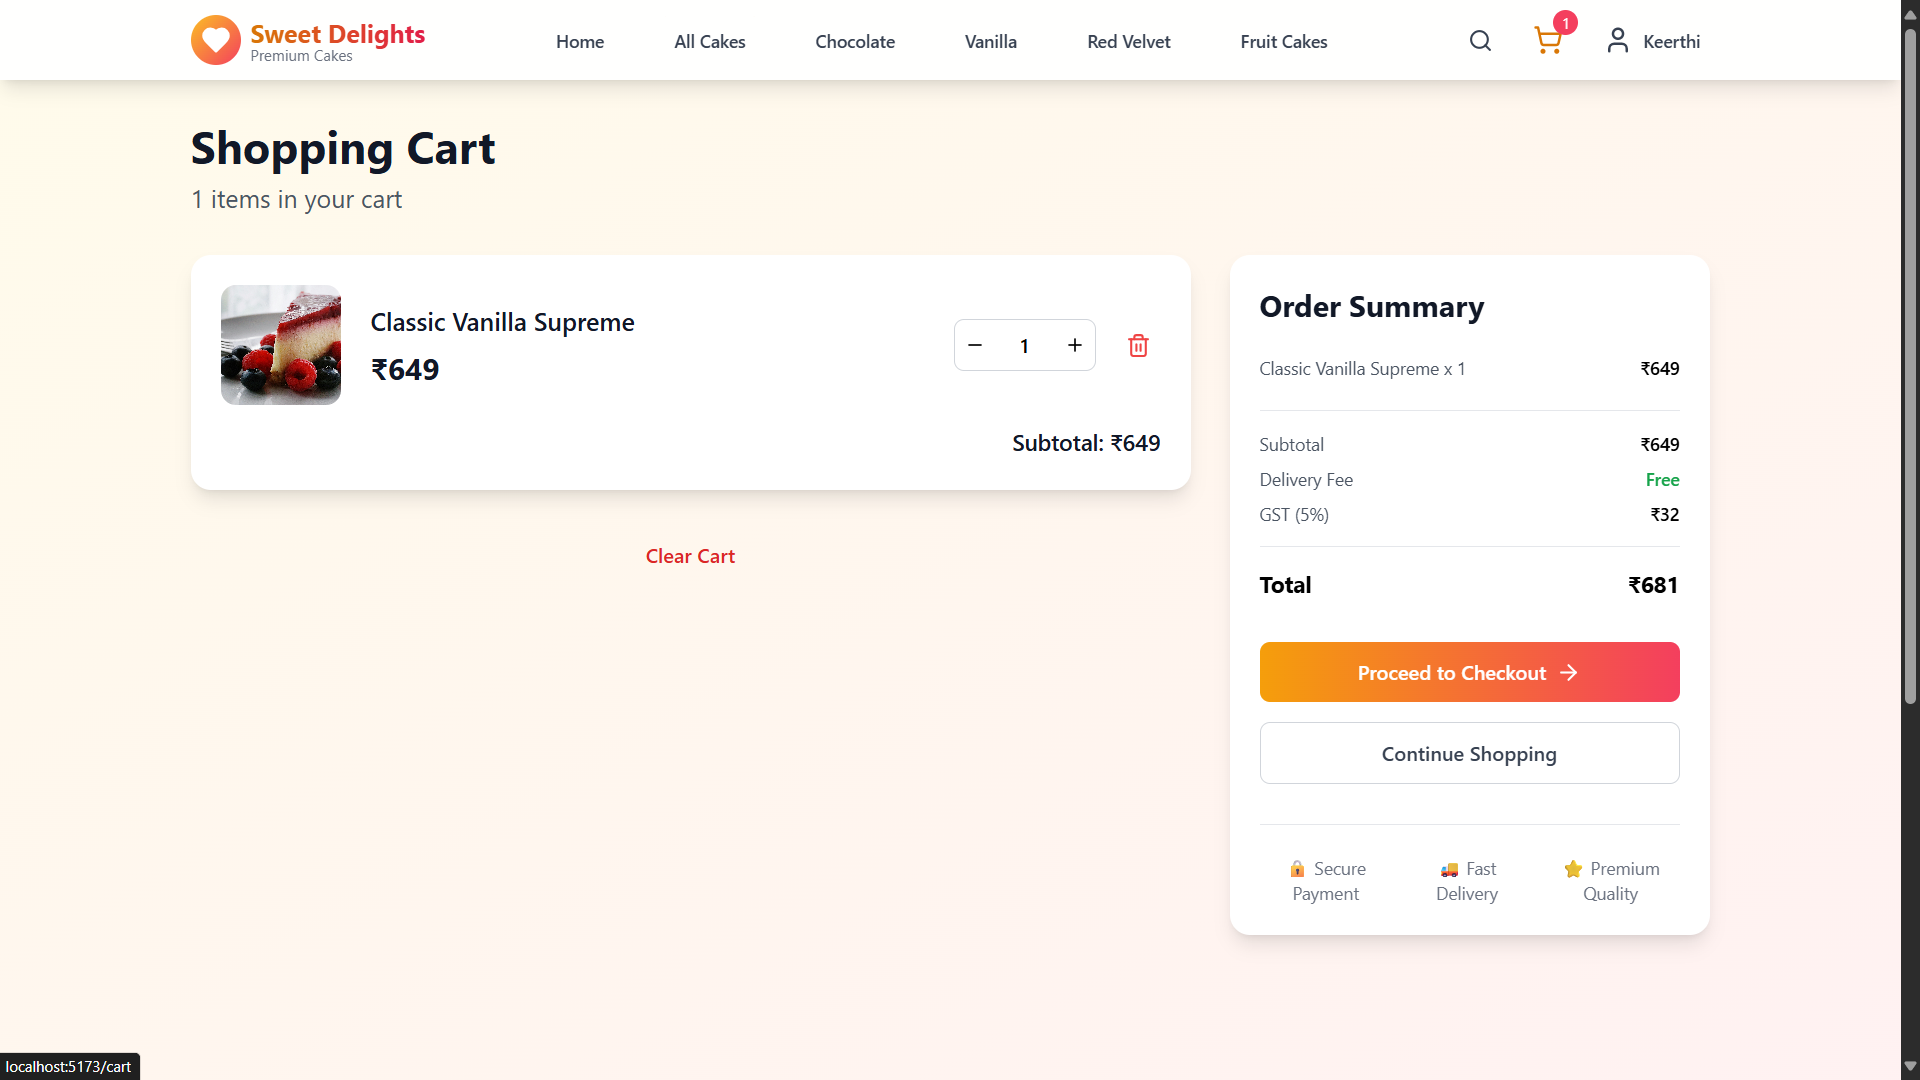 Sweet Delights
Premium Cakes
Home
All Cakes
Chocolate
Vanilla
Red Velvet
Fruit Cakes
1
Keerthi
Shopping Cart
1 items in your cart
Classic Vanilla Supreme
₹649
− 1 +
Subtotal: ₹649
Clear Cart
Order Summary
Classic Vanilla Supreme x 1 ₹649
Subtotal ₹649
Delivery Fee Free
GST (5%) ₹32
Total ₹681
Proceed to Checkout →
Continue Shopping
🔒 Secure
Payment
🚚 Fast
Delivery
⭐ Premium
Quality
localhost:5173/cart